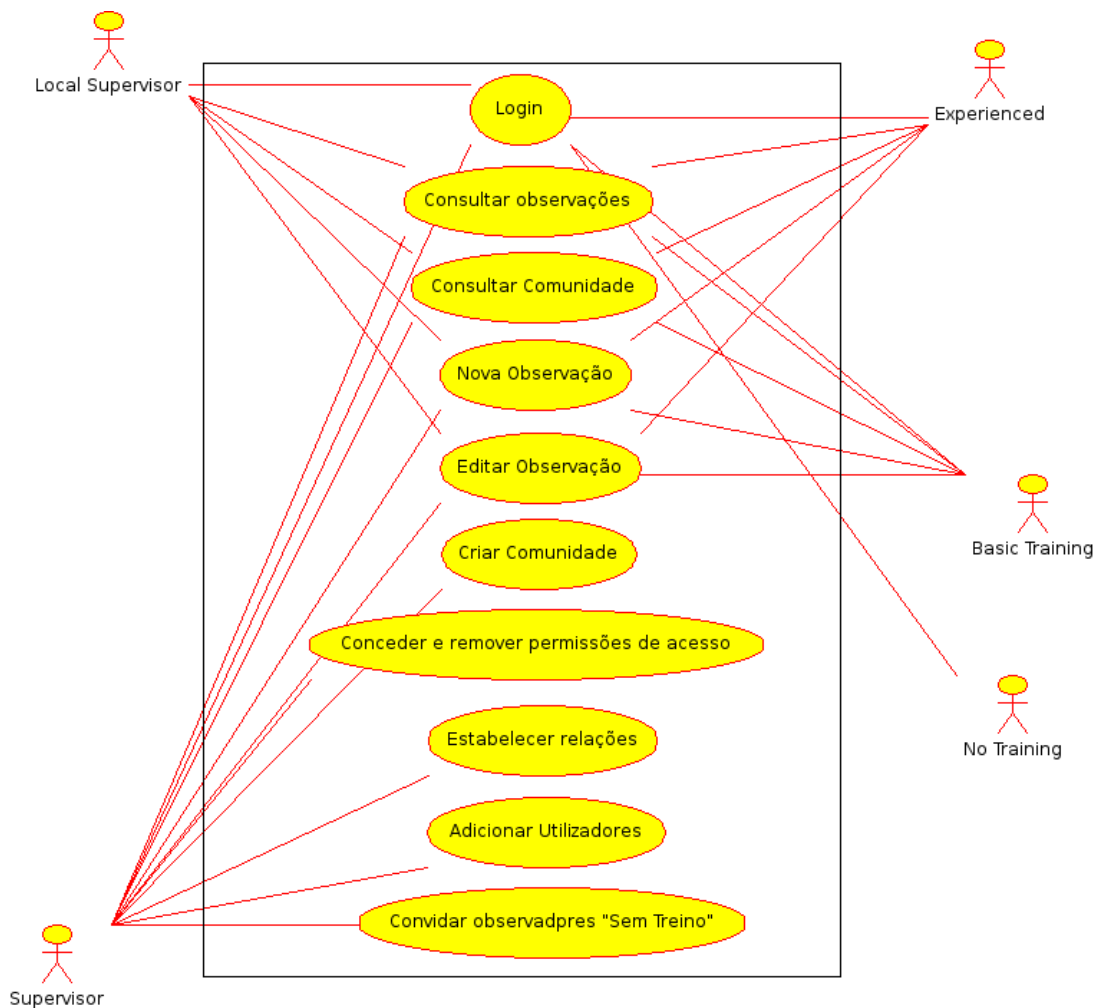 Local Supervisor
Experienced
Login
Consultar observações
Consultar Comunidade
Nova Observação
Editar Observação
Basic Training
Criar Comunidade
Conceder e remover permissões de acesso
Estabelecer relações
No Training
Adicionar Utilizadores
Convidar observadpres "Sem Treino"
Supervisor